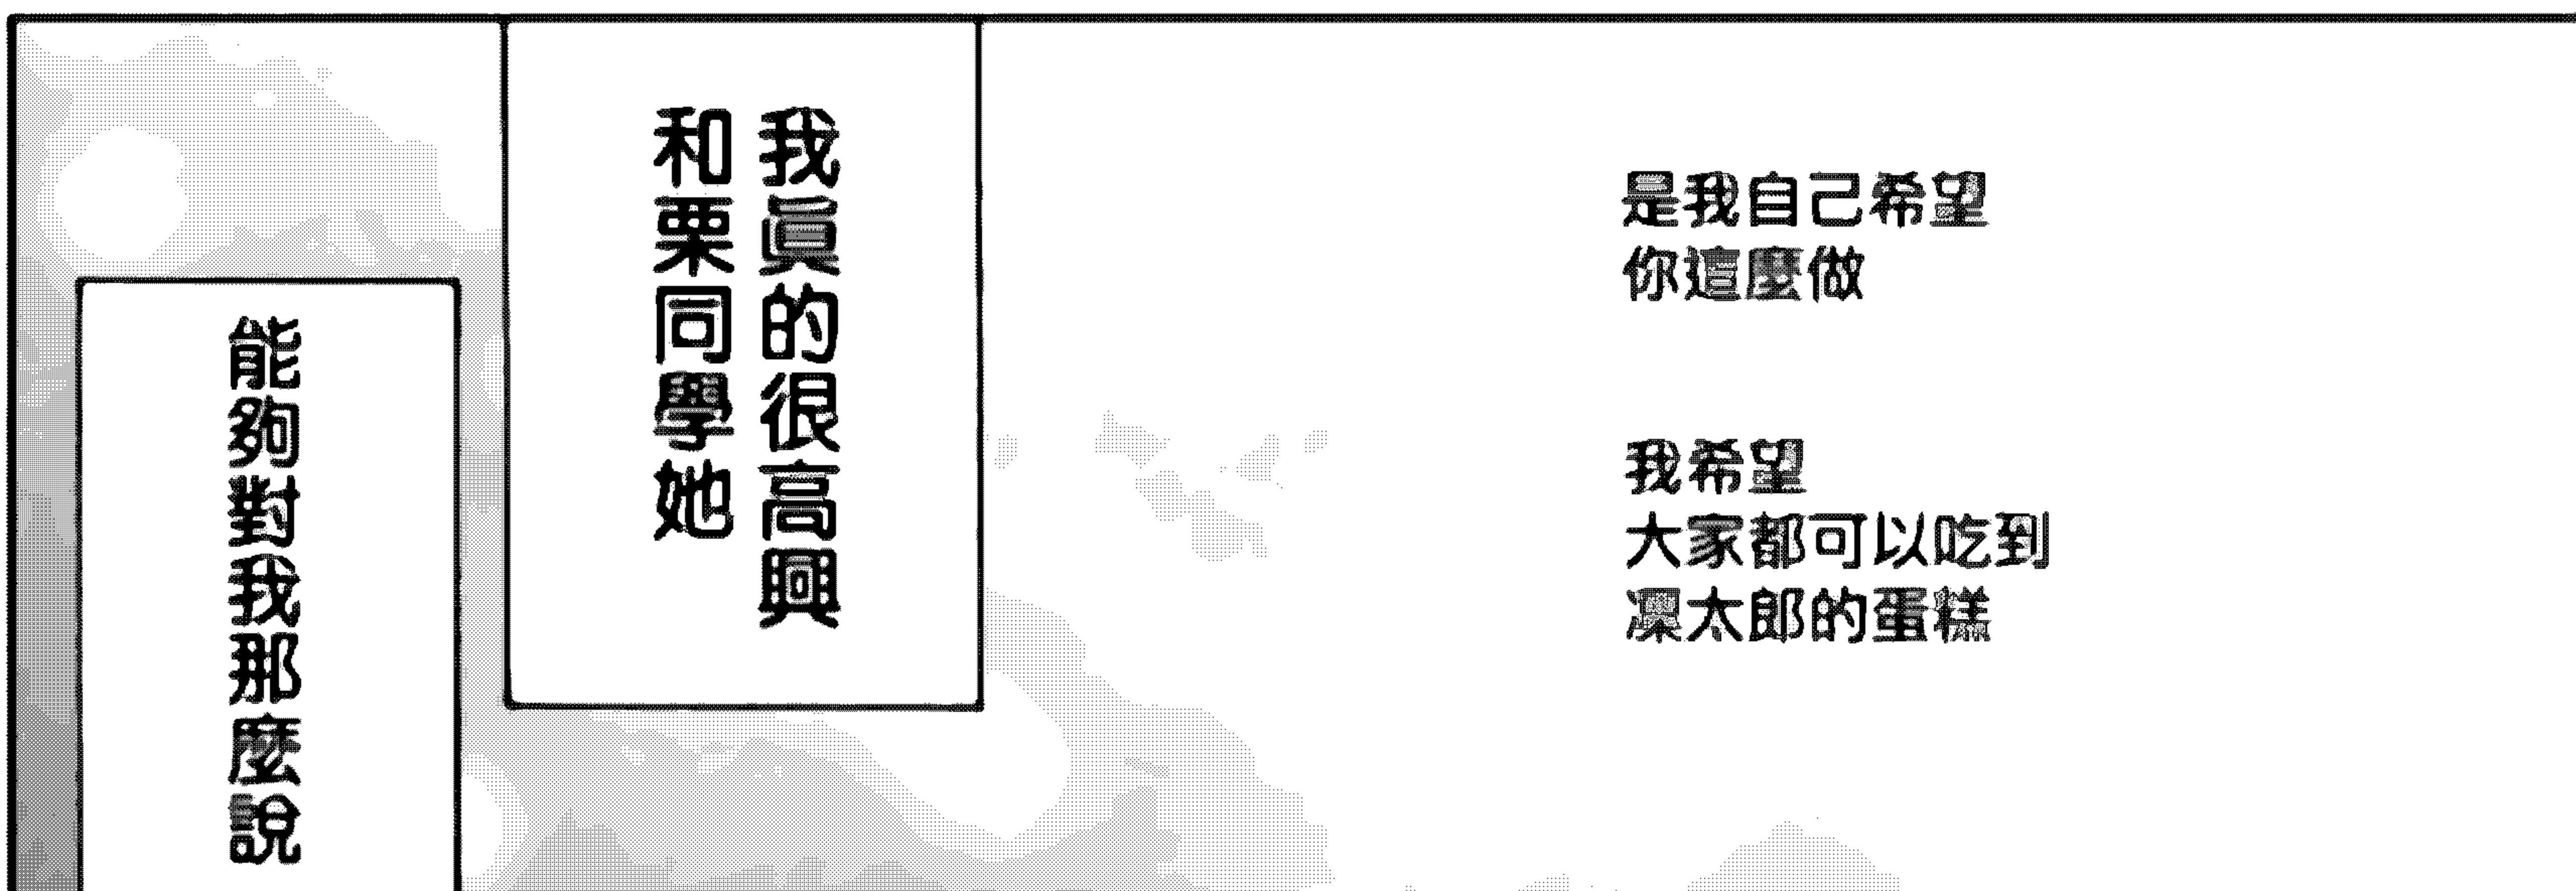 是我自己希望
你這麼做
我希望
大家都可以吃到
凜太郎的蛋糕
我真的很高興
和栗同學她
能夠對我那麼說